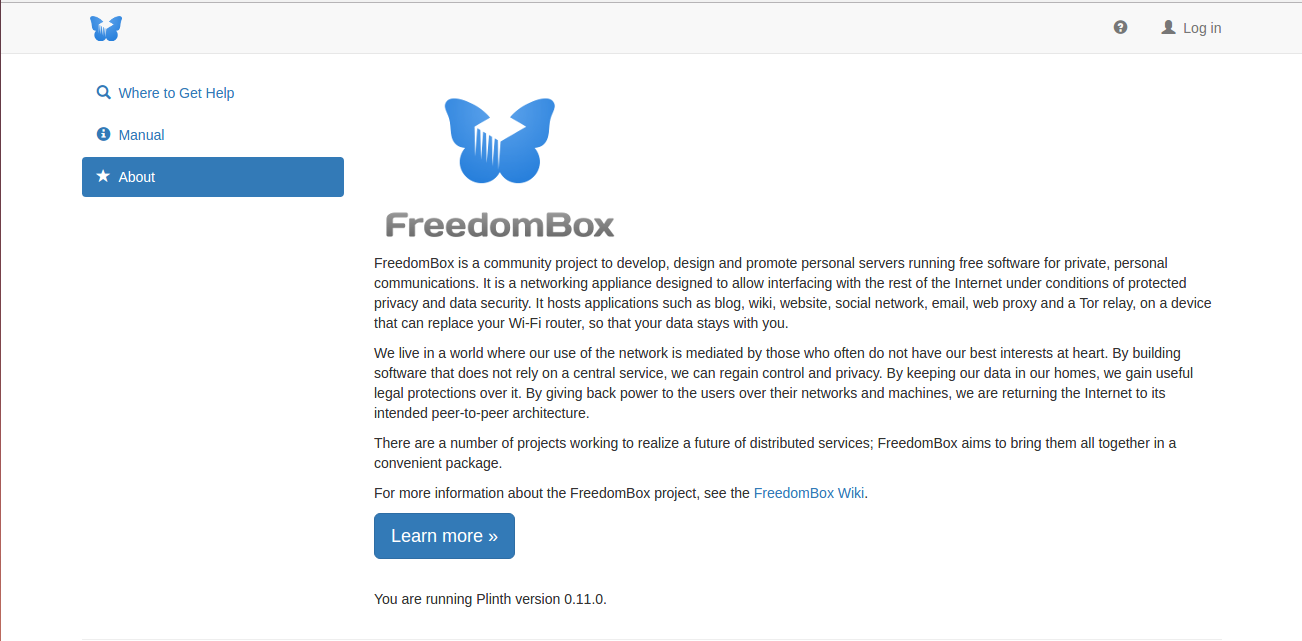 Log in
Where to Get Help
Manual
About
FreedomBox
FreedomBox is a community project to develop, design and promote personal servers running free software for private, personal
communications. It is a networking appliance designed to allow interfacing with the rest of the Internet under conditions of protected
privacy and data security. It hosts applications such as blog, wiki, website, social network, email, web proxy and a Tor relay, on a device
that can replace your Wi-Fi router, so that your data stays with you.
We live in a world where our use of the network is mediated by those who often do not have our best interests at heart. By building
software that does not rely on a central service, we can regain control and privacy. By keeping our data in our homes, we gain useful
legal protections over it. By giving back power to the users over their networks and machines, we are returning the Internet to its
intended peer-to-peer architecture.
There are a number of projects working to realize a future of distributed services; FreedomBox aims to bring them all together in a
convenient package.
For more information about the FreedomBox project, see the FreedomBox Wiki.
Learn more »
You are running Plinth version 0.11.0.